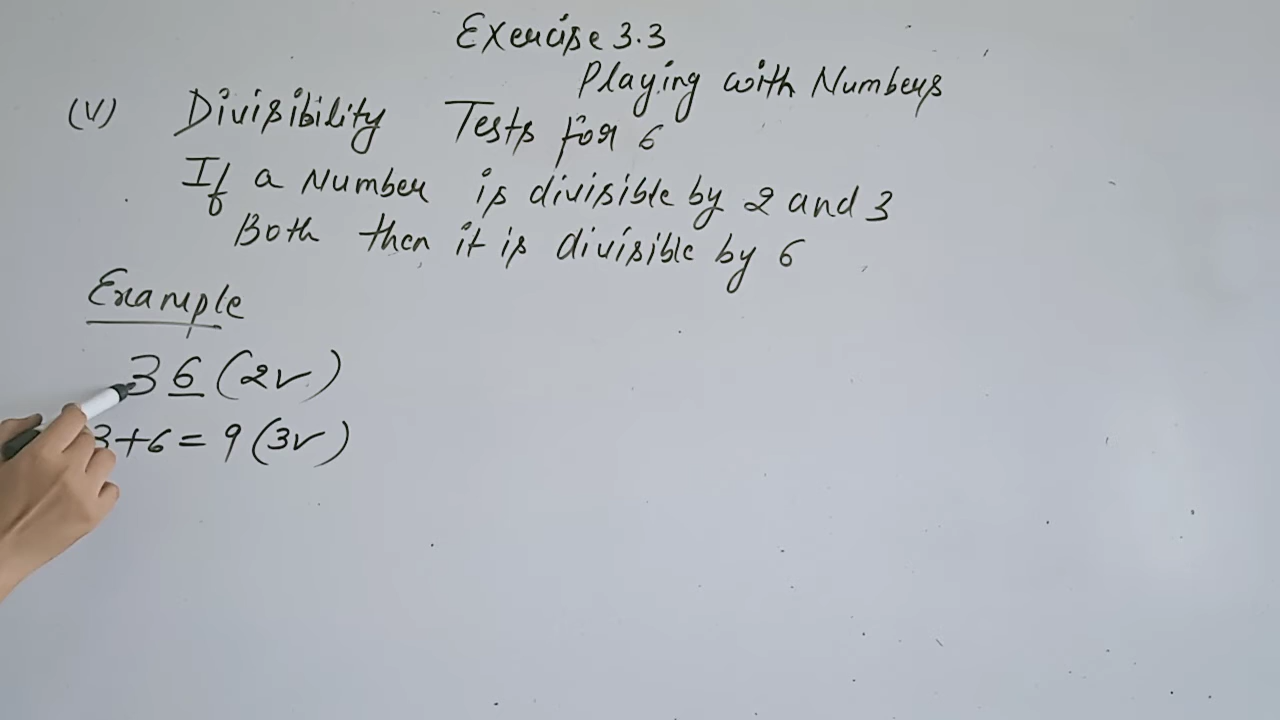 Exercise 3.3
Playing with Numbers
(V) Divisibility Tests for 6
If a Number is divisible by 2 and 3
Both then it is divisible by 6
Example
36 (2✓)
3+6 = 9 (3✓)